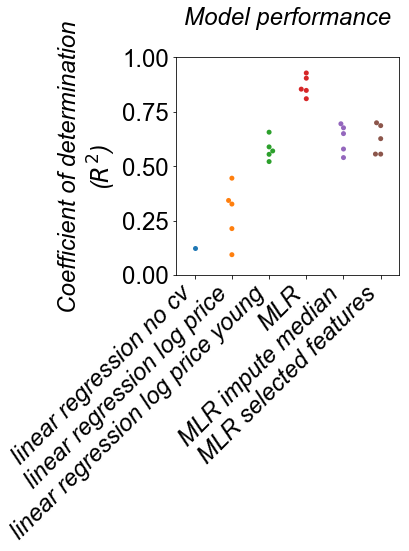 Model performance
Coefficient of determination
(R²)
1.00
0.75
0.50
0.25
0.00
linear regression no cv
linear regression log price
linear regression log price young
MLR
MLR impute median
MLR selected features